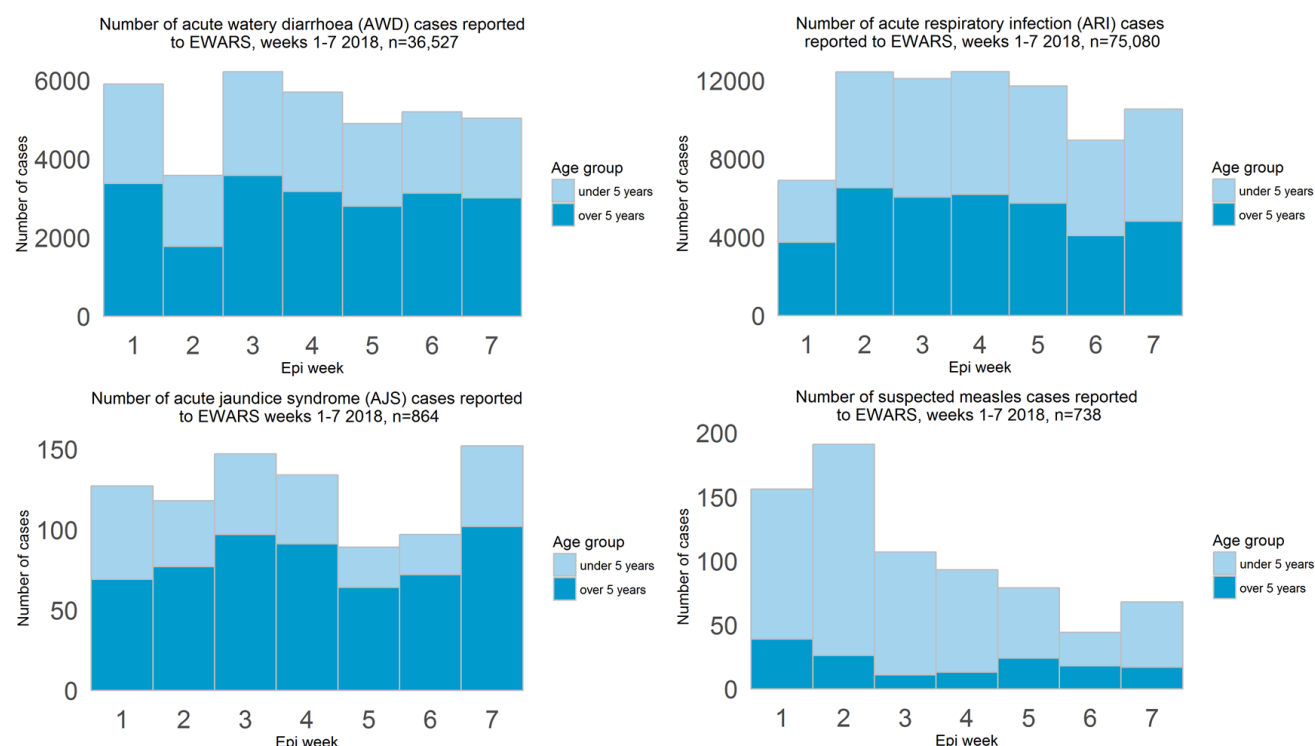 Number of acute watery diarrhoea (AWD) cases reported
to EWARS, weeks 1-7 2018, n=36,527
6000
4000
2000
0
Number of cases
1 2 3 4 5 6 7
Epi week
Age group
under 5 years
over 5 years
Number of acute respiratory infection (ARI) cases
reported to EWARS, weeks 1-7 2018, n=75,080
12000
8000
4000
0
Number of cases
1 2 3 4 5 6 7
Epi week
Age group
under 5 years
over 5 years
Number of acute jaundice syndrome (AJS) cases reported
to EWARS weeks 1-7 2018, n=864
150
100
50
0
Number of cases
1 2 3 4 5 6 7
Epi week
Age group
under 5 years
over 5 years
Number of suspected measles cases reported
to EWARS, weeks 1-7 2018, n=738
200
150
100
50
0
Number of cases
1 2 3 4 5 6 7
Epi week
Age group
under 5 years
over 5 years